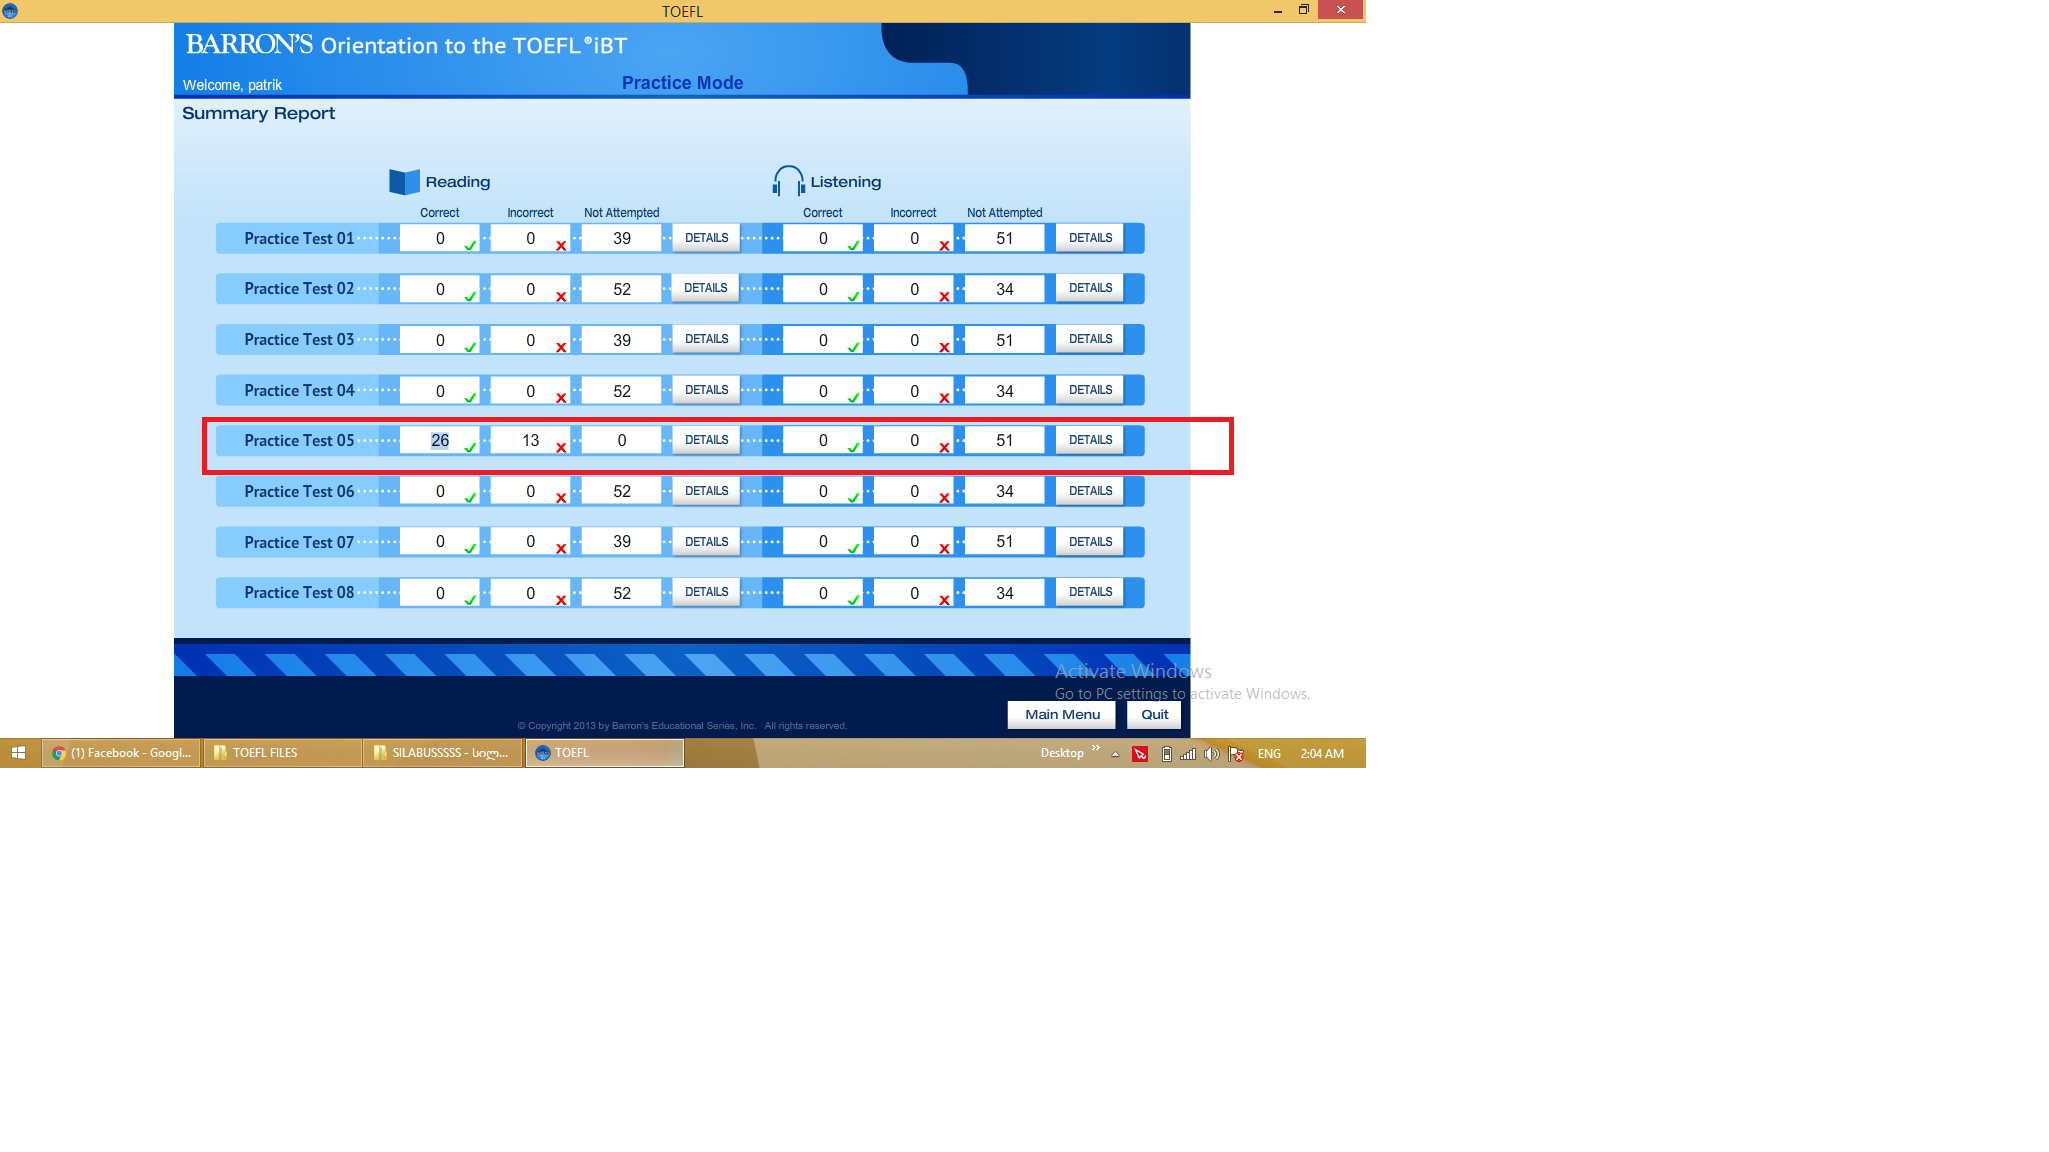 TOEFL
BARRON'S Orientation to the TOEFL®iBT
Welcome, patrik
Practice Mode
Summary Report
Reading Listening
Correct Incorrect Not Attempted Correct Incorrect Not Attempted
Practice Test 01 0 0 39 DETAILS 0 0 51 DETAILS
Practice Test 02 0 0 52 DETAILS 0 0 34 DETAILS
Practice Test 03 0 0 39 DETAILS 0 0 51 DETAILS
Practice Test 04 0 0 52 DETAILS 0 0 34 DETAILS
Practice Test 05 26 13 0 DETAILS 0 0 51 DETAILS
Practice Test 06 0 0 52 DETAILS 0 0 34 DETAILS
Practice Test 07 0 0 39 DETAILS 0 0 51 DETAILS
Practice Test 08 0 0 52 DETAILS 0 0 34 DETAILS
Activate Windows
Go to PC settings to activate Windows.
Main Menu Quit
© Copyright 2013 by Barron's Educational Series, Inc. All rights reserved.
(1) Facebook - Googl... TOEFL FILES SILABUSSSSS - სილ... TOEFL Desktop ENG 2:04 AM